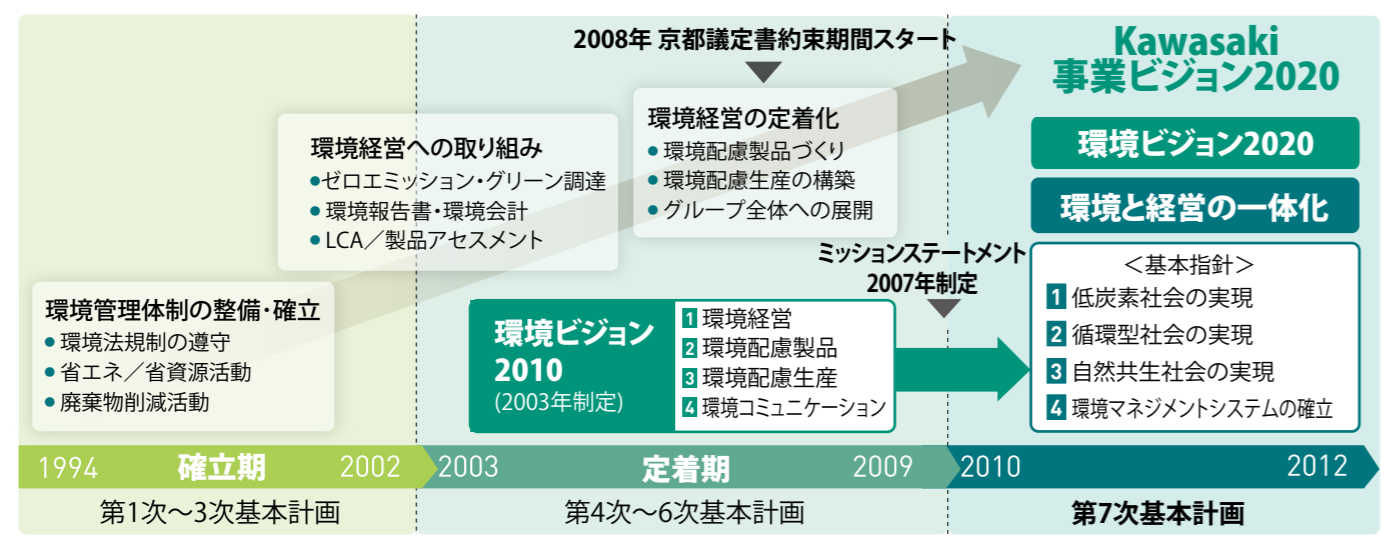 2008年 京都議定書約束期間スタート
Kawasaki
事業ビジョン2020
環境ビジョン2020
環境と経営の一体化
＜基本指針＞
1 低炭素社会の実現
2 循環型社会の実現
3 自然共生社会の実現
4 環境マネジメントシステムの確立
環境経営の定着化
●環境配慮製品づくり
●環境配慮生産の構築
●グループ全体への展開
環境経営への取り組み
●ゼロエミッション・グリーン調達
●環境報告書・環境会計
●LCA／製品アセスメント
ミッションステートメント
2007年制定
環境管理体制の整備・確立
●環境法規制の遵守
●省エネ／省資源活動
●廃棄物削減活動
環境ビジョン
2010
(2003年制定)
1 環境経営
2 環境配慮製品
3 環境配慮生産
4 環境コミュニケーション
1994 確立期 2002
2003 定着期 2009
2010 2012
第1次～3次基本計画
第4次～6次基本計画
第7次基本計画